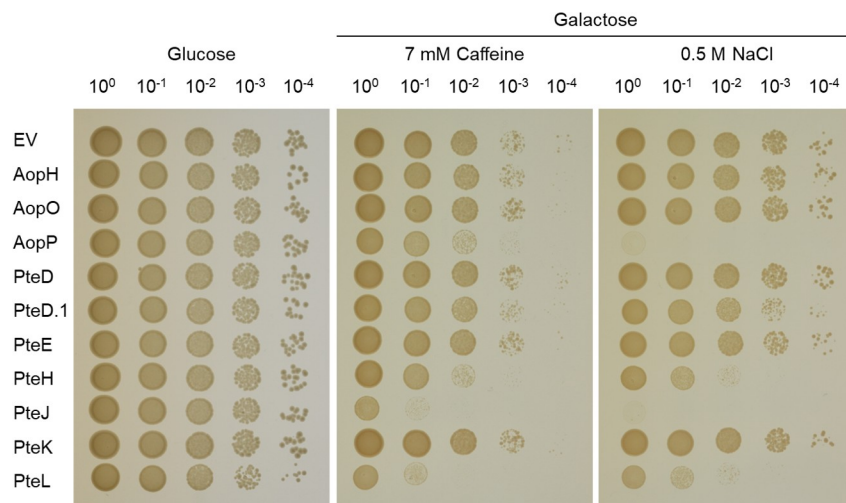 Galactose
Glucose 7 mM Caffeine 0.5 M NaCl
10⁰ 10⁻¹ 10⁻² 10⁻³ 10⁻⁴ 10⁰ 10⁻¹ 10⁻² 10⁻³ 10⁻⁴ 10⁰ 10⁻¹ 10⁻² 10⁻³ 10⁻⁴
EV
AopH
AopO
AopP
PteD
PteD.1
PteE
PteH
PteJ
PteK
PteL